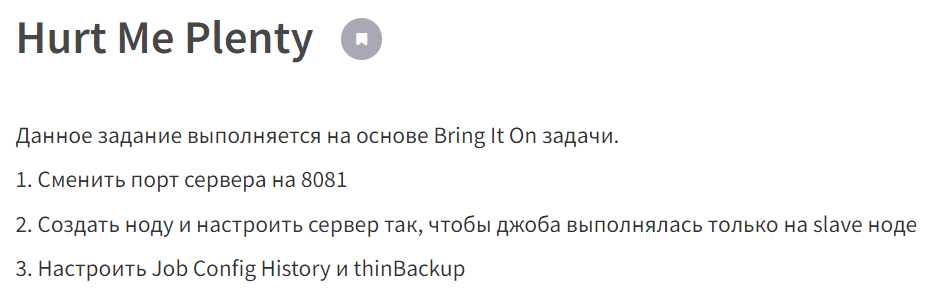 Hurt Me Plenty
Данное задание выполняется на основе Bring It On задачи.
1. Сменить порт сервера на 8081
2. Создать ноду и настроить сервер так, чтобы джоба выполнялась только на slave ноде
3. Настроить Job Config History и thinBackup